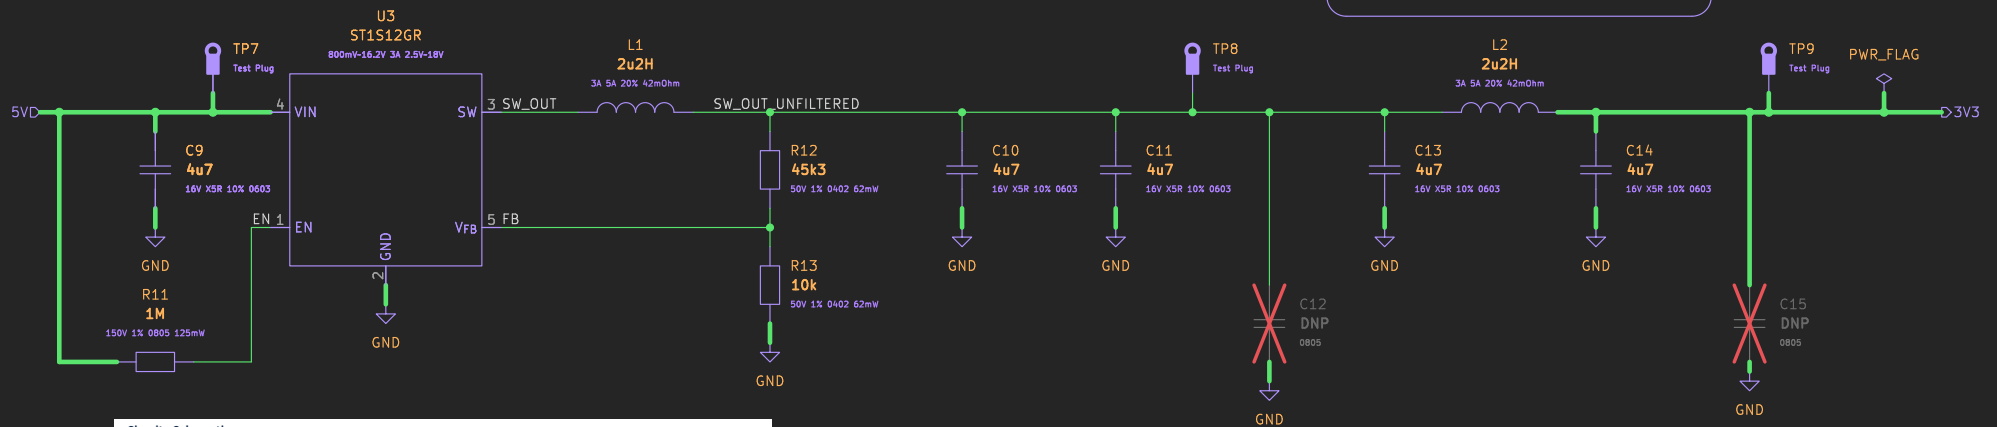 U3
ST1S12GR
800mV-16.2V 3A 2.5V-18V
TP7
Test Plug
L1
2u2H
3A 5A 20% 42mOhm
TP8
Test Plug
L2
2u2H
3A 5A 20% 42mOhm
TP9
Test Plug
PWR_FLAG
5V
4
VIN
SW
3
SW_OUT
SW_OUT_UNFILTERED
3V3
C9
4u7
16V X5R 10% 0603
GND
R12
45k3
50V 1% 0402 62mW
C10
4u7
16V X5R 10% 0603
GND
C11
4u7
16V X5R 10% 0603
GND
C13
4u7
16V X5R 10% 0603
GND
C14
4u7
16V X5R 10% 0603
GND
EN
1
EN
VFB
5
FB
GND
2
GND
R13
10k
50V 1% 0402 62mW
GND
R11
1M
150V 1% 0805 125mW
C12
DNP
0805
GND
C15
DNP
0805
GND